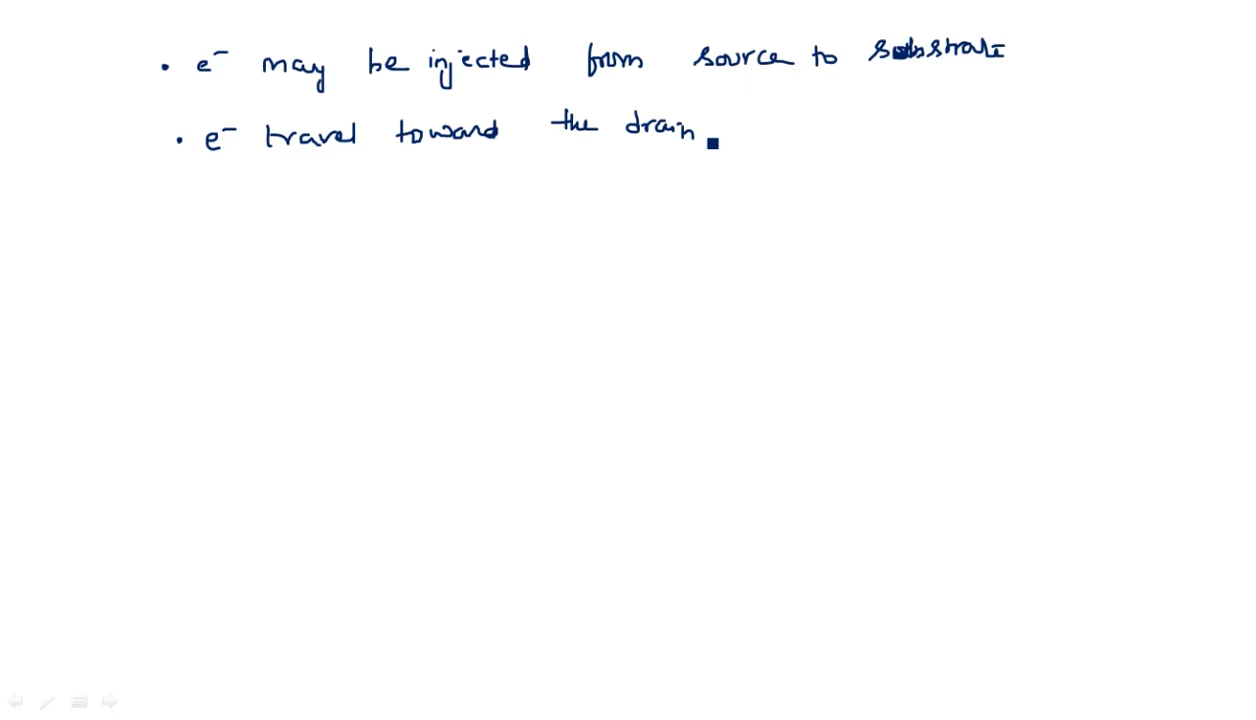 • e⁻ may be injected from source to substrate
• e⁻ travel toward the drain